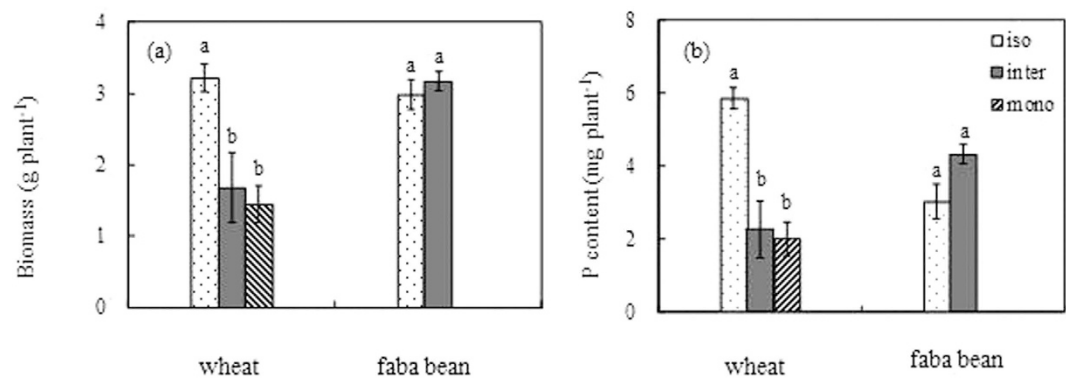 Biomass (g plant-1)
4
3
2
1
0
(a)
a
b
b
a
a
wheat
faba bean
P content (mg plant-1)
8
6
4
2
0
(b)
a
b
b
a
a
iso
inter
mono
wheat
faba bean